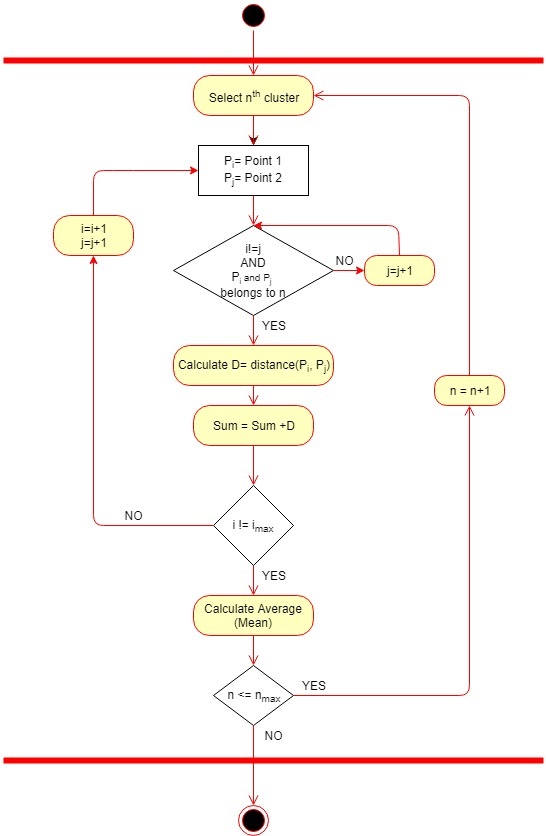 Select nth cluster
Pi= Point 1
Pj= Point 2
i=i+1
j=j+1
i!=j
AND
Pi and Pj
belongs to n
NO
j=j+1
YES
Calculate D= distance(Pi, Pj)
n = n+1
Sum = Sum +D
NO
i != imax
YES
Calculate Average
(Mean)
n <= nmax
YES
NO